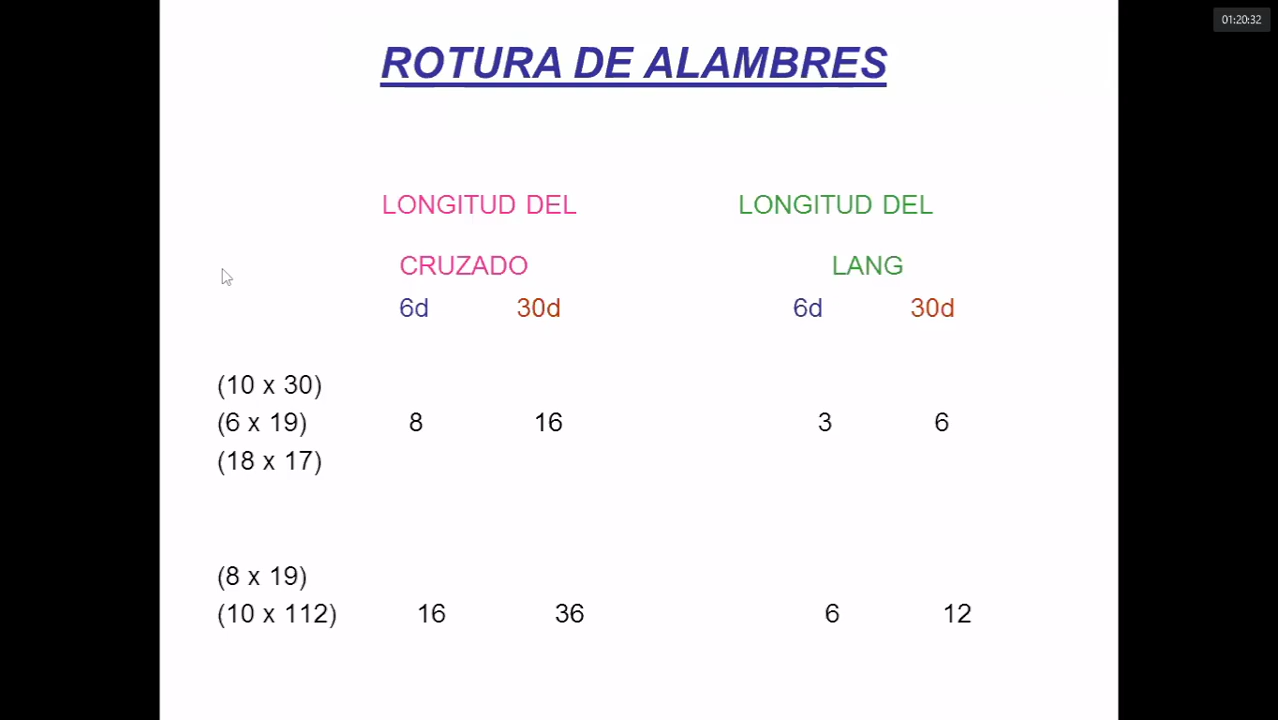 01:20:32
ROTURA DE ALAMBRES
LONGITUD DEL LONGITUD DEL
CRUZADO LANG
6d 30d 6d 30d
(10 x 30)
(6 x 19) 8 16 3 6
(18 x 17)
(8 x 19)
(10 x 112) 16 36 6 12